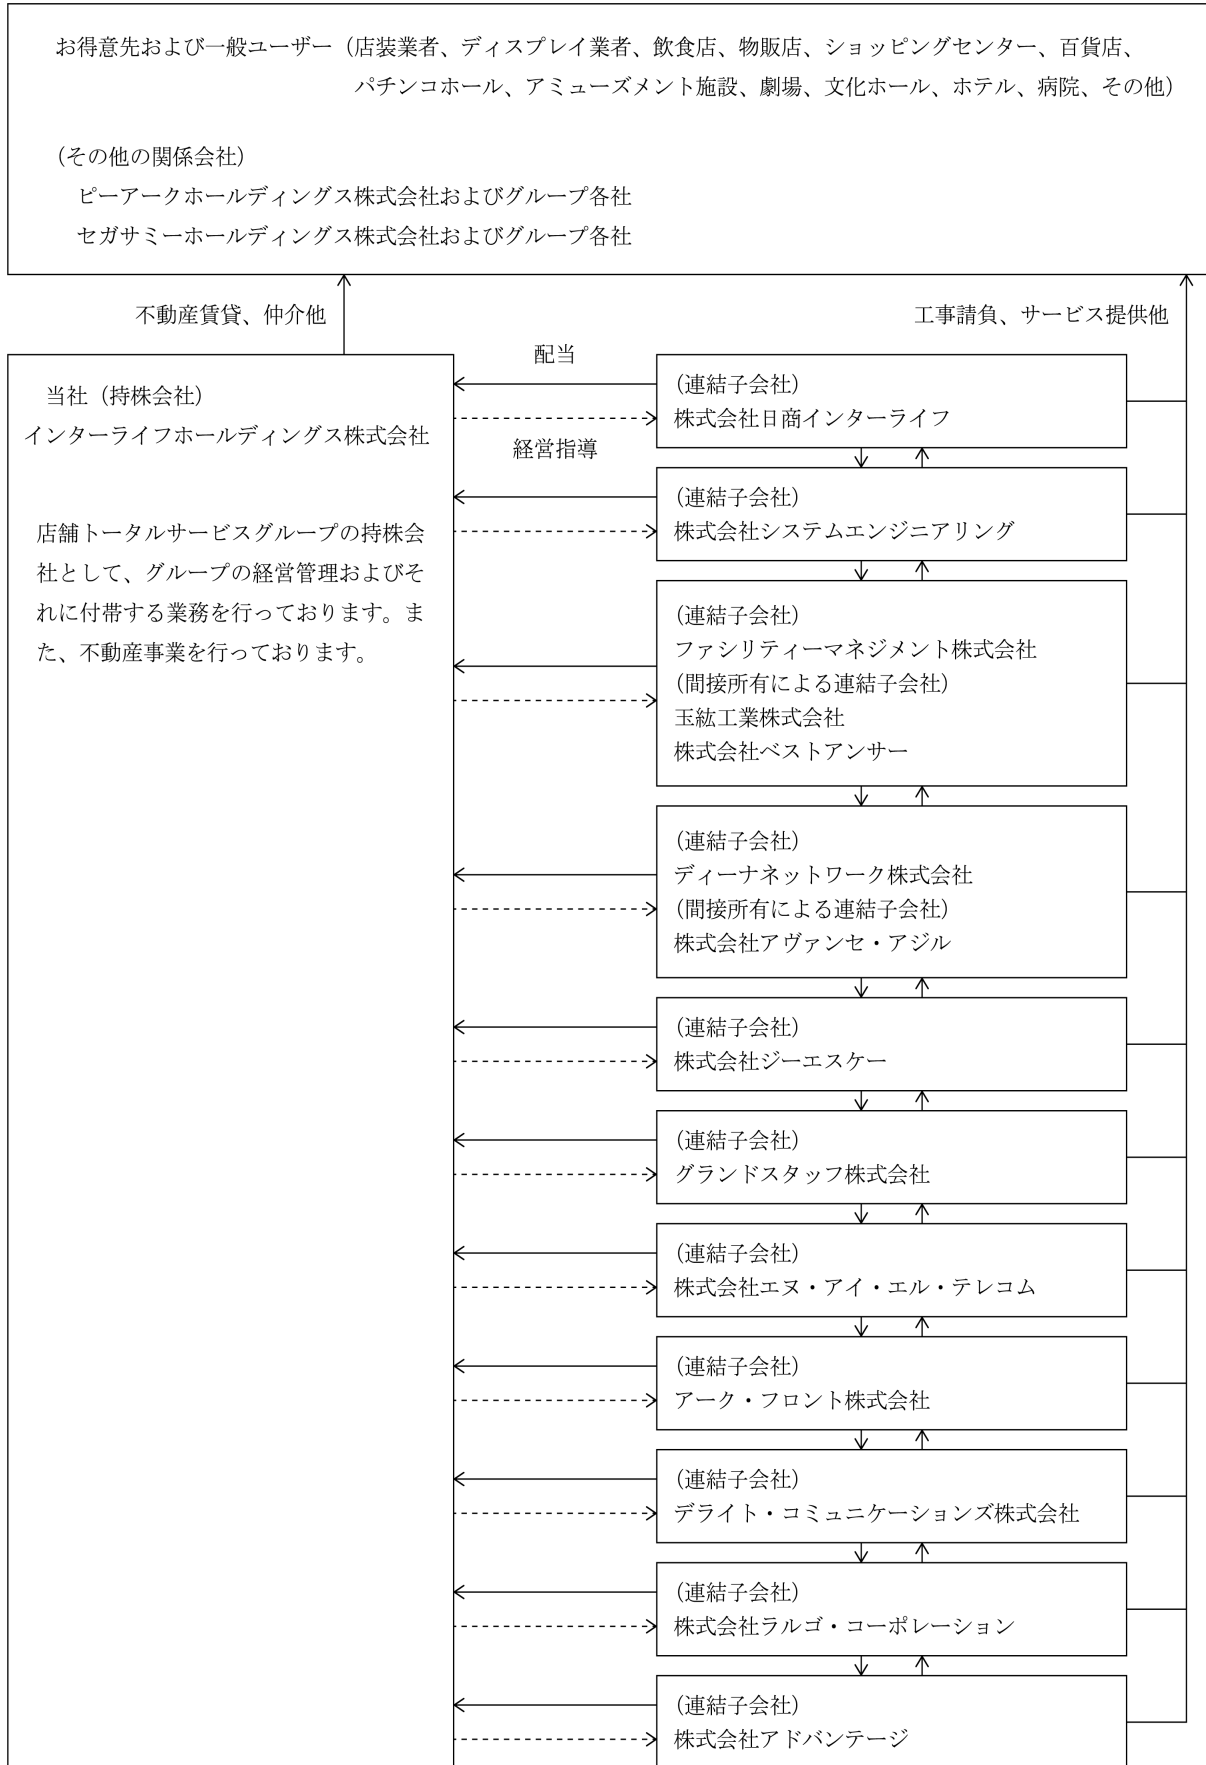 お得意先および一般ユーザー（店装業者、ディスプレイ業者、飲食店、物販店、ショッピングセンター、百貨店、
パチンコホール、アミューズメント施設、劇場、文化ホール、ホテル、病院、その他）
（その他の関係会社）
ピーアークホールディングス株式会社およびグループ各社
セガサミーホールディングス株式会社およびグループ各社
不動産賃貸、仲介他
工事請負、サービス提供他
当社（持株会社）
インターライフホールディングス株式会社
店舗トータルサービスグループの持株会
社として、グループの経営管理およびそ
れに付帯する業務を行っております。ま
た、不動産事業を行っております。
配当
経営指導
（連結子会社）
株式会社日商インターライフ
（連結子会社）
株式会社システムエンジニアリング
（連結子会社）
ファシリティーマネジメント株式会社
（間接所有による連結子会社）
玉紘工業株式会社
株式会社ベストアンサー
（連結子会社）
ディーナネットワーク株式会社
（間接所有による連結子会社）
株式会社アヴァンセ・アジル
（連結子会社）
株式会社ジーエスケー
（連結子会社）
グランドスタッフ株式会社
（連結子会社）
株式会社エヌ・アイ・エル・テレコム
（連結子会社）
アーク・フロント株式会社
（連結子会社）
デライト・コミュニケーションズ株式会社
（連結子会社）
株式会社ラルゴ・コーポレーション
（連結子会社）
株式会社アドバンテージ